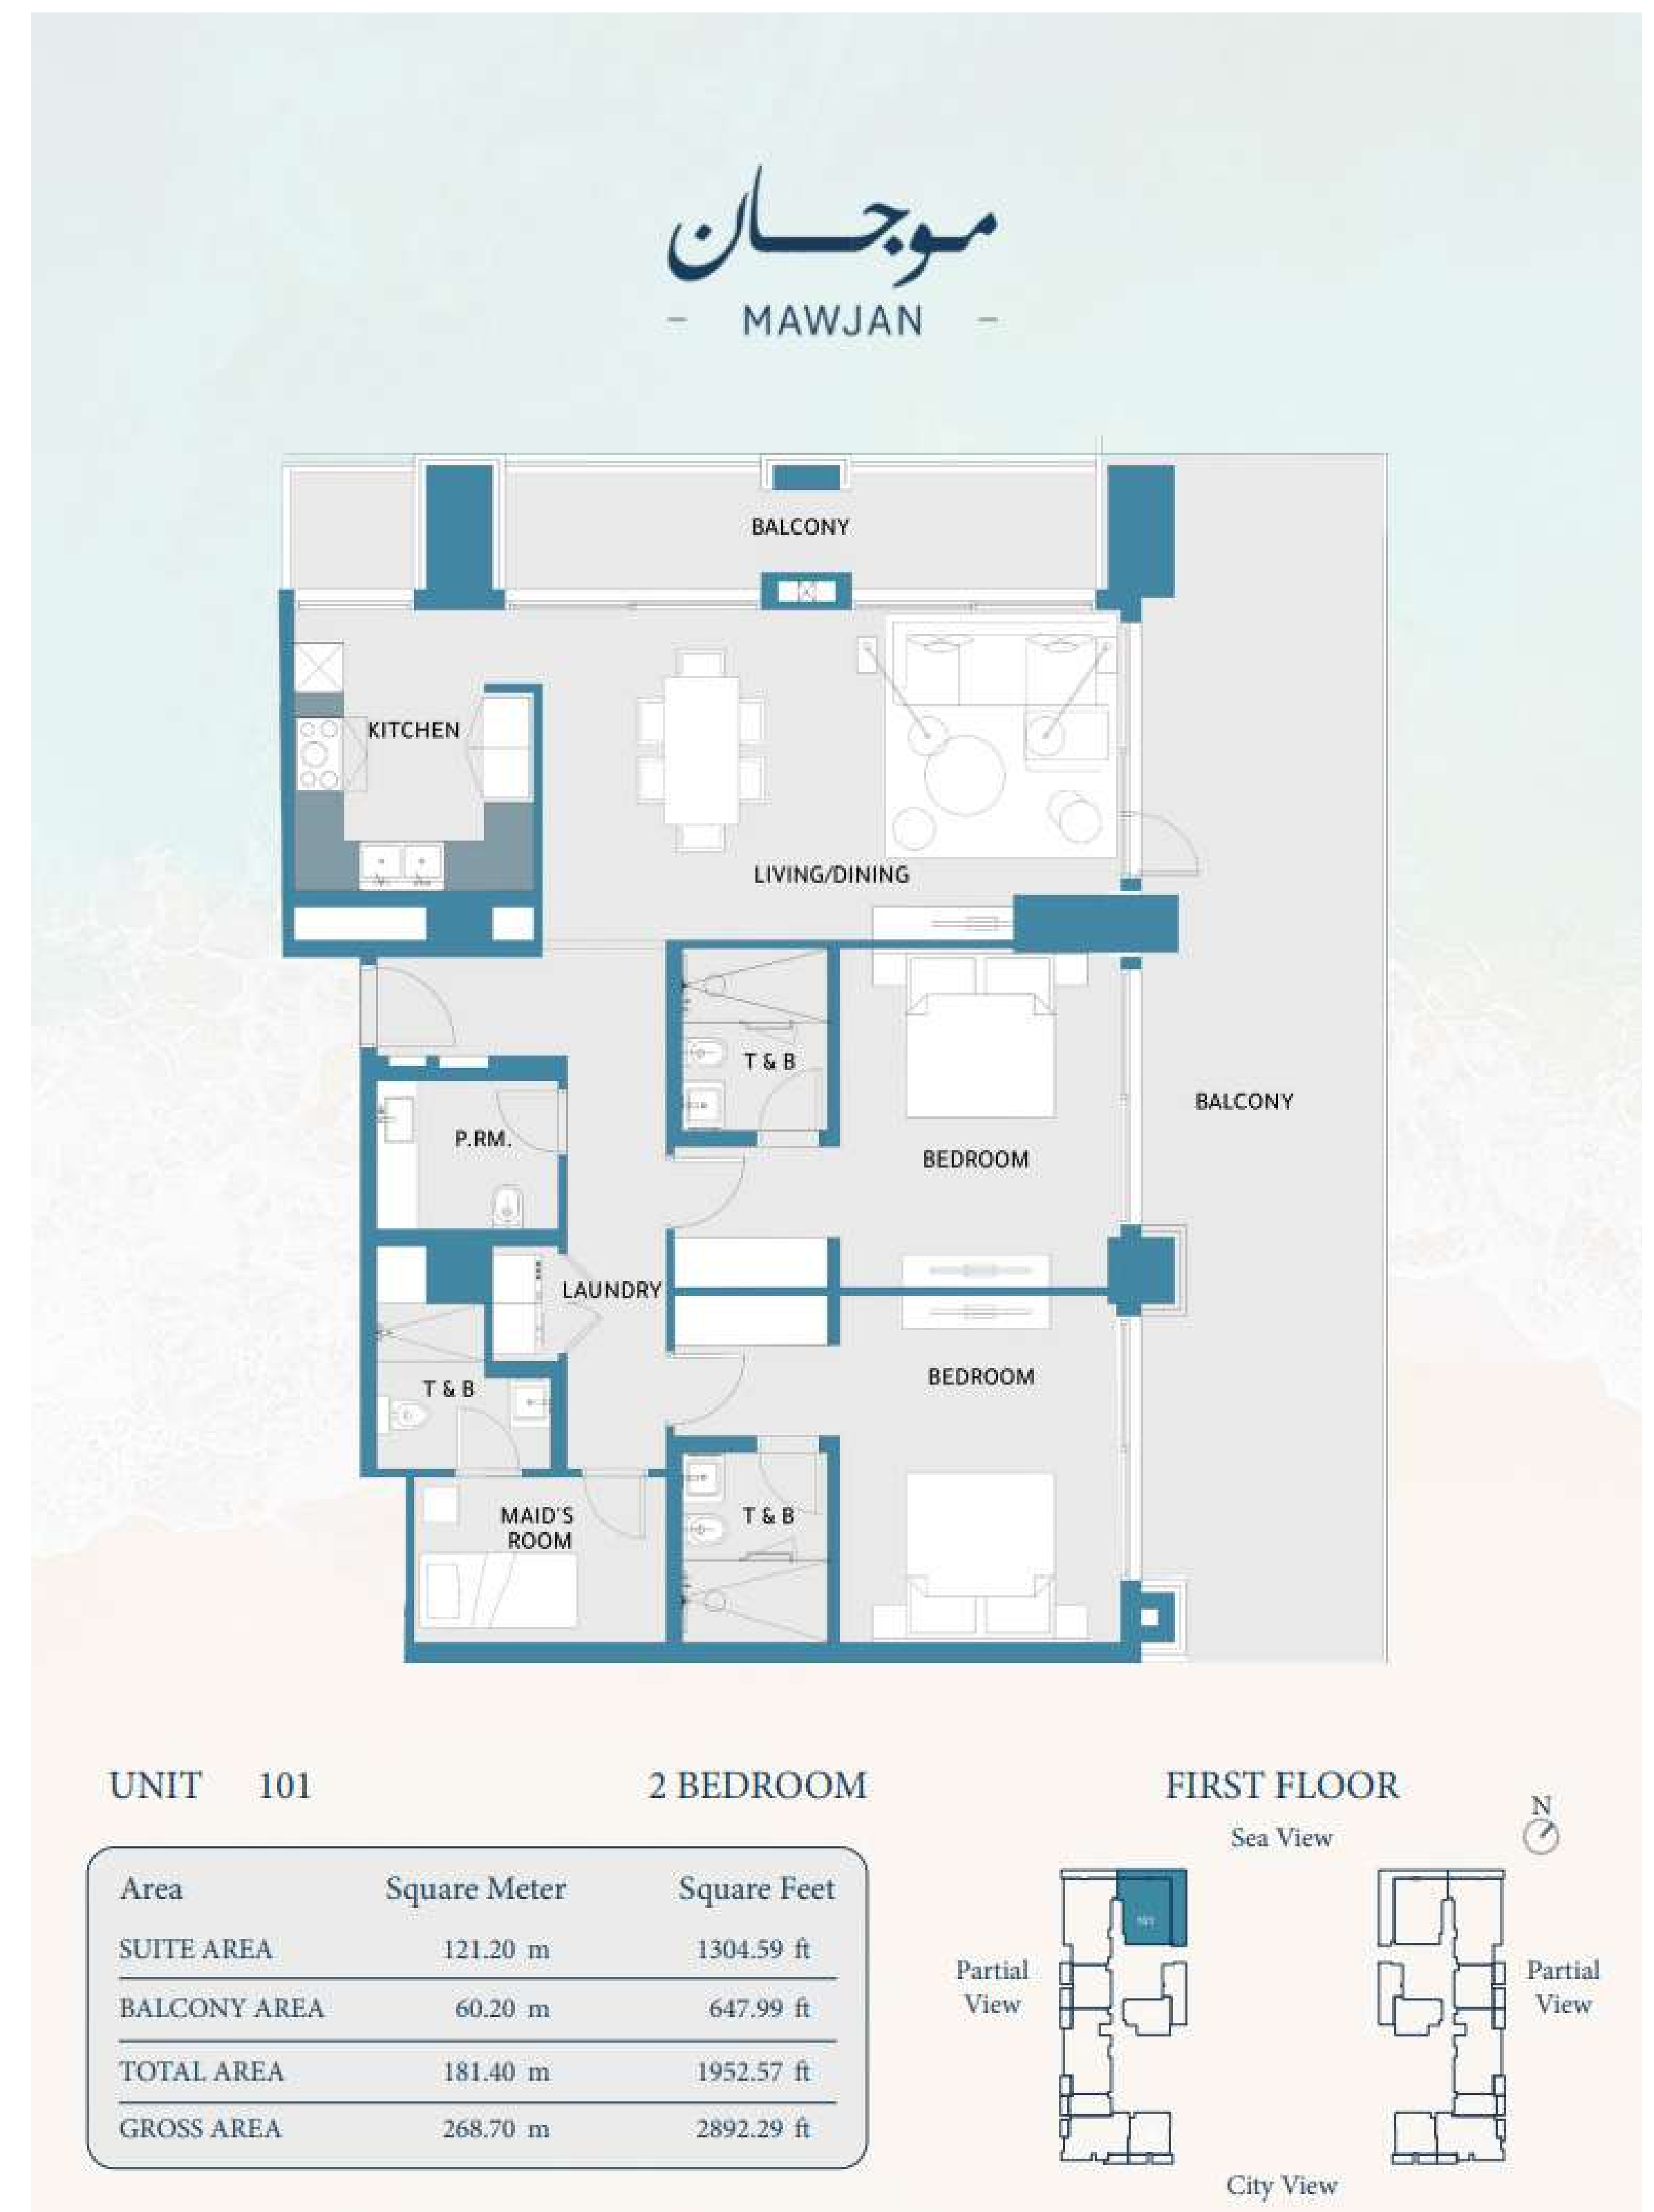 موجان
- MAWJAN -
BALCONY
KITCHEN
LIVING/DINING
T & B
BALCONY
P.RM.
BEDROOM
LAUNDRY
BEDROOM
T & B
MAID'S
ROOM
T & B
UNIT 101 2 BEDROOM FIRST FLOOR
N
Sea View
Area Square Meter Square Feet
SUITE AREA 121.20 m 1304.59 ft
BALCONY AREA 60.20 m 647.99 ft
TOTAL AREA 181.40 m 1952.57 ft
GROSS AREA 268.70 m 2892.29 ft
101
Partial
View
Partial
View
City View